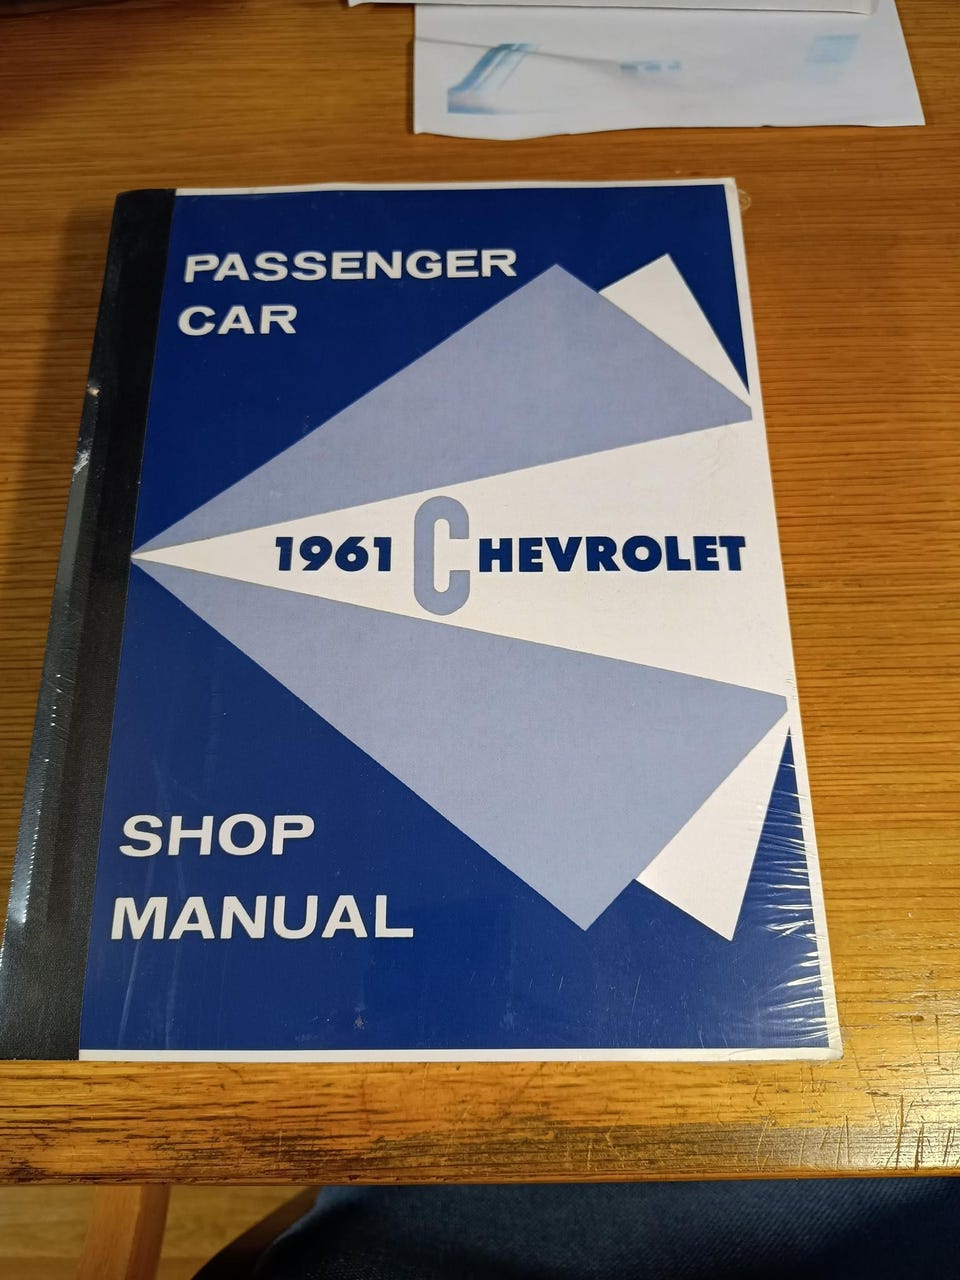 PASSENGER
CAR
1961 CHEVROLET
SHOP
MANUAL